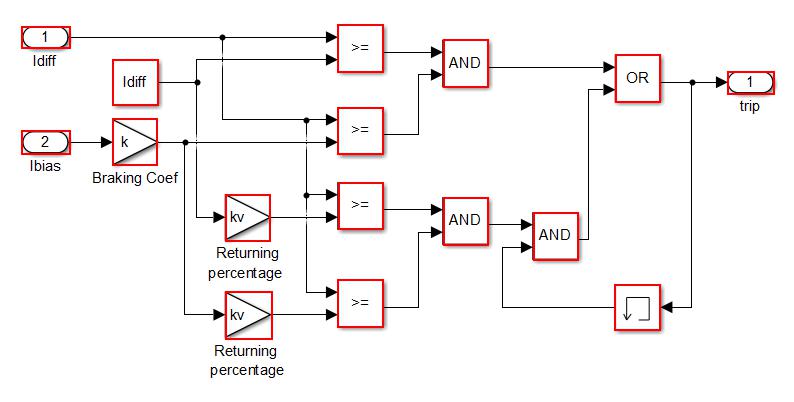 1
Idiff
Idiff
2
Ibias
k
Braking Coef
>=
>=
AND
OR
1
trip
kv
Returning
percentage
>=
AND
AND
kv
Returning
percentage
>=